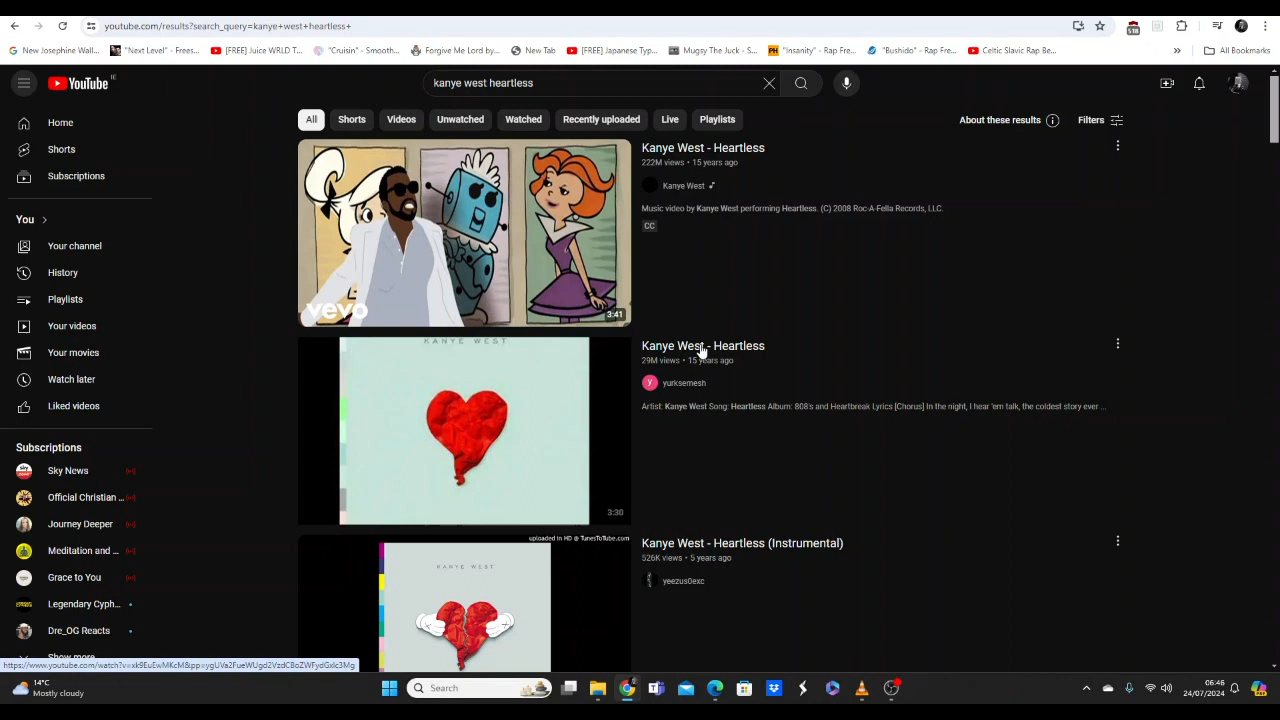 youtube.com/results?search_query=kanye+west+heartless+
518
New Josephine Wall...
"Next Level" - Frees...
[FREE] Juice WRLD T...
"Cruisin" - Smooth...
Forgive Me Lord by...
New Tab
[FREE] Japanese Typ...
Mugsy The Juck - S...
PH
"Insanity" - Rap Fre...
"Bushido" - Rap Fre...
Celtic Slavic Rap Be...
»
All Bookmarks
YouTube IE
kanye west heartless
Home
Shorts
Subscriptions
You
Your channel
History
Playlists
Your videos
Your movies
Watch later
Liked videos
Subscriptions
Sky News
Official Christian ...
Journey Deeper
Meditation and ...
Grace to You
Legendary Cyph...
Dre_OG Reacts
Show more
All
Shorts
Videos
Unwatched
Watched
Recently uploaded
Live
Playlists
About these results
Filters
vevo
3:41
Kanye West - Heartless
222M views • 15 years ago
Kanye West
Music video by Kanye West performing Heartless. (C) 2008 Roc-A-Fella Records, LLC.
CC
KANYE WEST
3:30
Kanye West - Heartless
29M views • 15 years ago
y
yurksemesh
Artist: Kanye West Song: Heartless Album: 808's and Heartbreak Lyrics [Chorus] In the night, I hear 'em talk, the coldest story ever ...
uploaded in HD @ TunesToTube.com
KANYE WEST
Kanye West - Heartless (Instrumental)
526K views • 5 years ago
yeezus0exc
14°C
Mostly cloudy
Search
06:46
24/07/2024